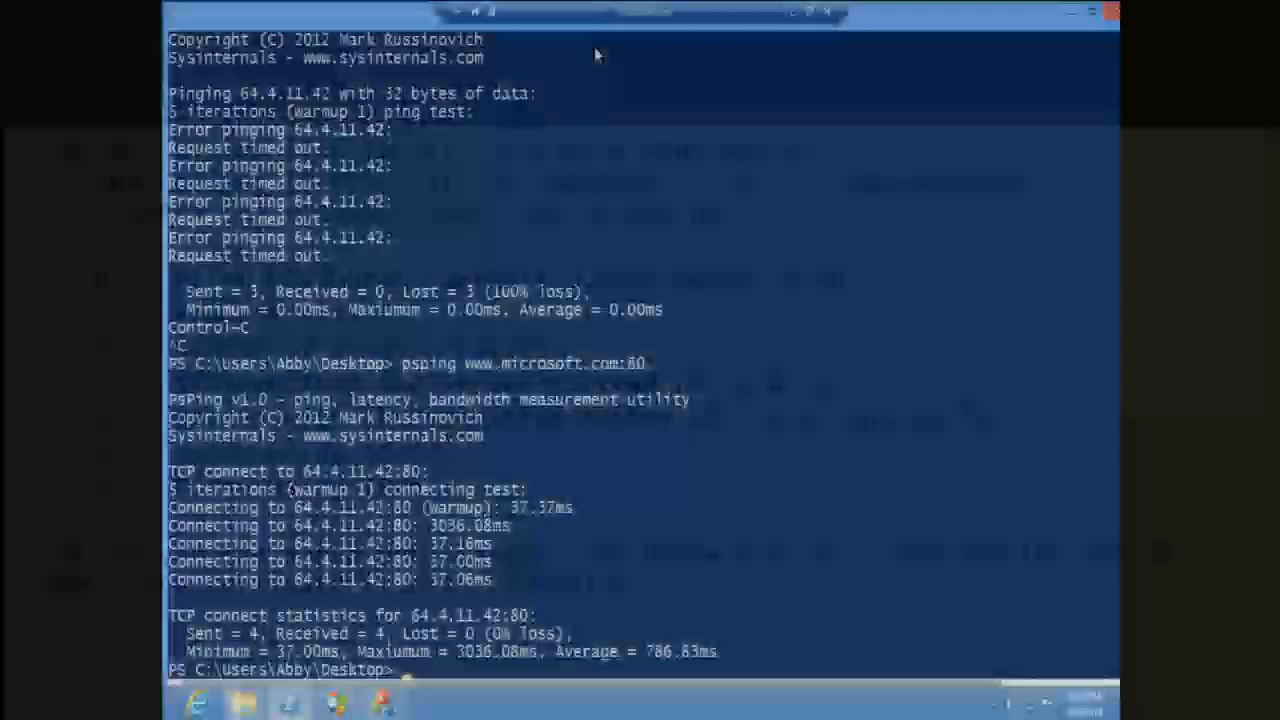 Copyright (C) 2012 Mark Russinovich
Sysinternals - www.sysinternals.com
Pinging 64.4.11.42 with 32 bytes of data:
5 iterations (warmup 1) ping test:
Error pinging 64.4.11.42:
Request timed out.
Error pinging 64.4.11.42:
Request timed out.
Error pinging 64.4.11.42:
Request timed out.
Error pinging 64.4.11.42:
Request timed out.
Sent = 3, Received = 0, Lost = 3 (100% loss),
Minimum = 0.00ms, Maxiumum = 0.00ms, Average = 0.00ms
Control-C
^C
PS C:\Users\Abby\Desktop> psping www.microsoft.com:80
PsPing v1.0 - ping, latency, bandwidth measurement utility
Copyright (C) 2012 Mark Russinovich
Sysinternals - www.sysinternals.com
TCP connect to 64.4.11.42:80:
5 iterations (warmup 1) connecting test:
Connecting to 64.4.11.42:80 (warmup): 37.37ms
Connecting to 64.4.11.42:80: 3036.08ms
Connecting to 64.4.11.42:80: 37.16ms
Connecting to 64.4.11.42:80: 37.00ms
Connecting to 64.4.11.42:80: 37.06ms
TCP connect statistics for 64.4.11.42:80:
Sent = 4, Received = 4, Lost = 0 (0% loss),
Minimum = 37.00ms, Maxiumum = 3036.08ms, Average = 786.83ms
PS C:\Users\Abby\Desktop>